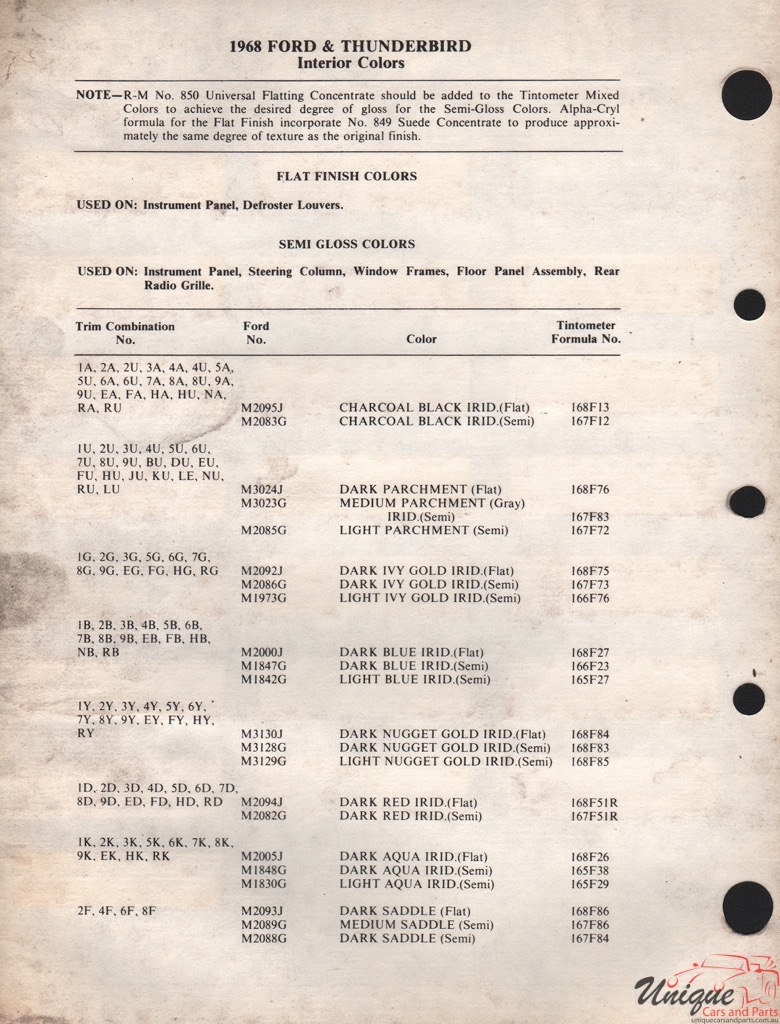 1968 FORD & THUNDERBIRD
Interior Colors
NOTE—R-M No. 850 Universal Flatting Concentrate should be added to the Tintometer Mixed
Colors to achieve the desired degree of gloss for the Semi-Gloss Colors. Alpha-Cryl
formula for the Flat Finish incorporate No. 849 Suede Concentrate to produce approxi-
mately the same degree of texture as the original finish.
FLAT FINISH COLORS
USED ON: Instrument Panel, Defroster Louvers.
SEMI GLOSS COLORS
USED ON: Instrument Panel, Steering Column, Window Frames, Floor Panel Assembly, Rear
Radio Grille.
Trim Combination Ford Tintometer
No. No. Color Formula No.
1A, 2A, 2U, 3A, 4A, 4U, 5A,
5U, 6A, 6U, 7A, 8A, 8U, 9A,
9U, EA, FA, HA, HU, NA,
RA, RU M2095J CHARCOAL BLACK IRID.(Flat) 168F13
M2083G CHARCOAL BLACK IRID.(Semi) 167F12
1U, 2U, 3U, 4U, 5U, 6U,
7U, 8U, 9U, BU, DU, EU,
FU, HU, JU, KU, LE, NU,
RU, LU M3024J DARK PARCHMENT (Flat) 168F76
M3023G MEDIUM PARCHMENT (Gray)
IRID.(Semi) 167F83
M2085G LIGHT PARCHMENT (Semi) 167F72
1G, 2G, 3G, 5G, 6G, 7G,
8G, 9G, EG, FG, HG, RG M2092J DARK IVY GOLD IRID.(Flat) 168F75
M2086G DARK IVY GOLD IRID.(Semi) 167F73
M1973G LIGHT IVY GOLD IRID.(Semi) 166F76
1B, 2B, 3B, 4B, 5B, 6B,
7B, 8B, 9B, EB, FB, HB,
NB, RB M2000J DARK BLUE IRID.(Flat) 168F27
M1847G DARK BLUE IRID.(Semi) 166F23
M1842G LIGHT BLUE IRID.(Semi) 165F27
1Y, 2Y, 3Y, 4Y, 5Y, 6Y,
7Y, 8Y, 9Y, EY, FY, HY,
RY M3130J DARK NUGGET GOLD IRID.(Flat) 168F84
M3128G DARK NUGGET GOLD IRID.(Semi) 168F83
M3129G LIGHT NUGGET GOLD IRID.(Semi) 168F85
1D, 2D, 3D, 4D, 5D, 6D, 7D,
8D, 9D, ED, FD, HD, RD M2094J DARK RED IRID.(Flat) 168F51R
M2082G DARK RED IRID.(Semi) 167F51R
1K, 2K, 3K, 5K, 6K, 7K, 8K,
9K, EK, HK, RK M2005J DARK AQUA IRID.(Flat) 168F26
M1848G DARK AQUA IRID.(Semi) 165F38
M1830G LIGHT AQUA IRID.(Semi) 165F29
2F, 4F, 6F, 8F M2093J DARK SADDLE (Flat) 168F86
M2089G MEDIUM SADDLE (Semi) 167F86
M2088G DARK SADDLE (Semi) 167F84
Unique
Cars and Parts
uniquecarsandparts.com.au